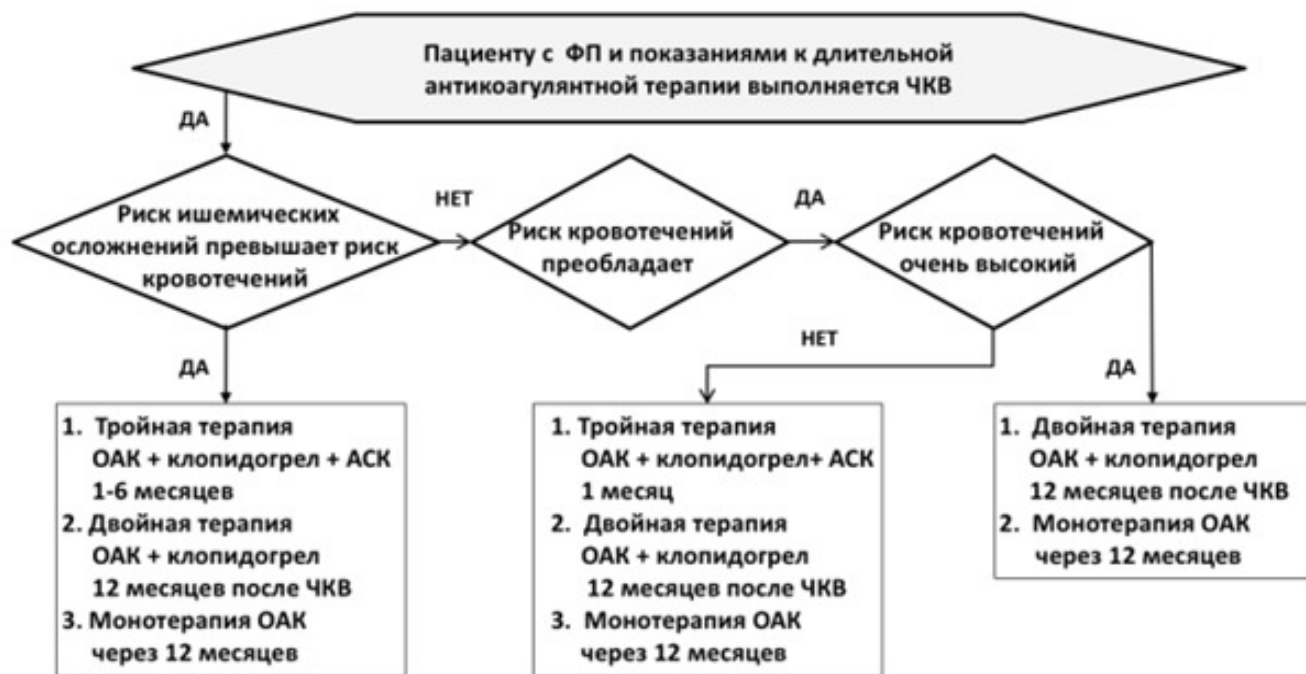 Пациенту с ФП и показаниями к длительной
антикоагулянтной терапии выполняется ЧКВ
ДА
Риск ишемических
осложнений превышает риск
кровотечений
НЕТ
Риск кровотечений
преобладает
ДА
Риск кровотечений
очень высокий
ДА
НЕТ
ДА
1. Тройная терапия
ОАК + клопидогрел + АСК
1-6 месяцев
2. Двойная терапия
ОАК + клопидогрел
12 месяцев после ЧКВ
3. Монотерапия ОАК
через 12 месяцев
1. Тройная терапия
ОАК + клопидогрел+ АСК
1 месяц
2. Двойная терапия
ОАК + клопидогрел
12 месяцев после ЧКВ
3. Монотерапия ОАК
через 12 месяцев
1. Двойная терапия
ОАК + клопидогрел
12 месяцев после ЧКВ
2. Монотерапия ОАК
через 12 месяцев